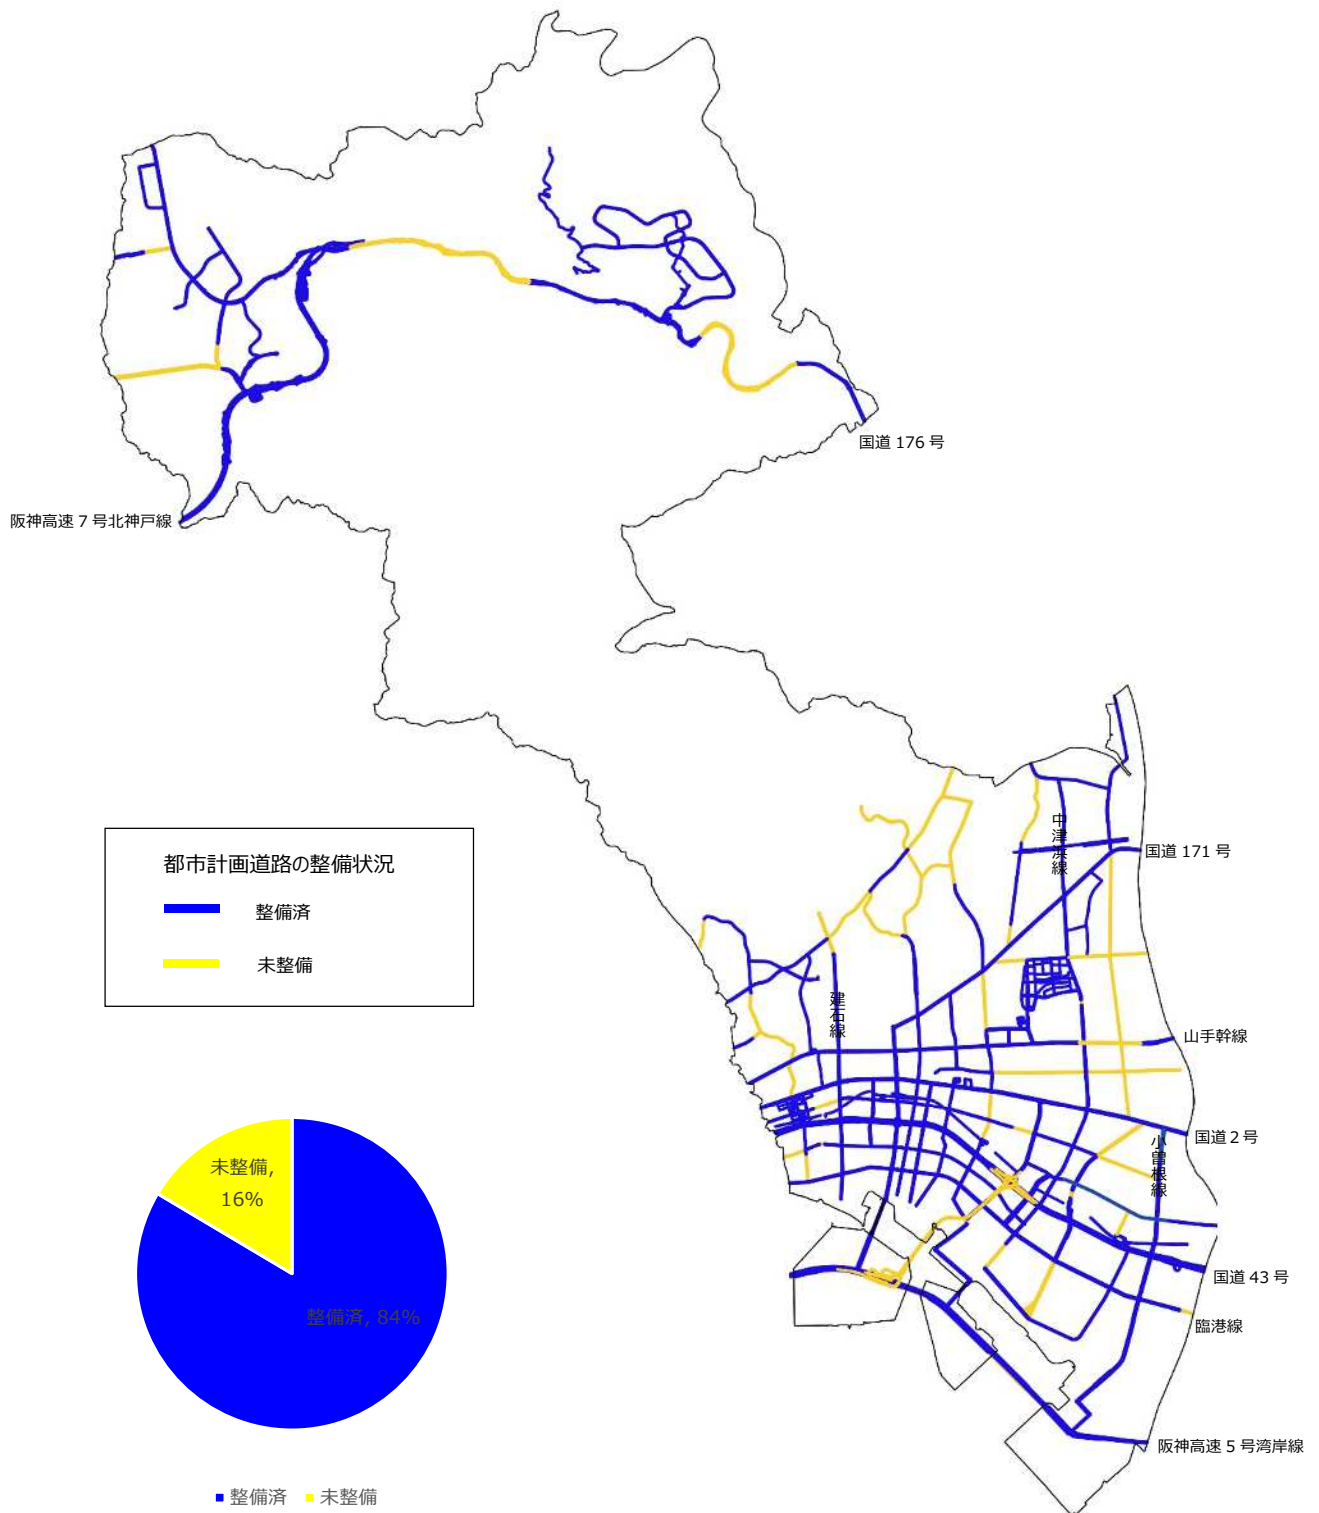 国道 176 号
阪神高速 7 号北神戸線
中津浜線
国道 171 号
都市計画道路の整備状況
整備済
未整備
建石線
山手幹線
国道 2 号
小曽根線
未整備,
16%
整備済, 84%
国道 43 号
臨港線
阪神高速 5 号湾岸線
整備済 未整備